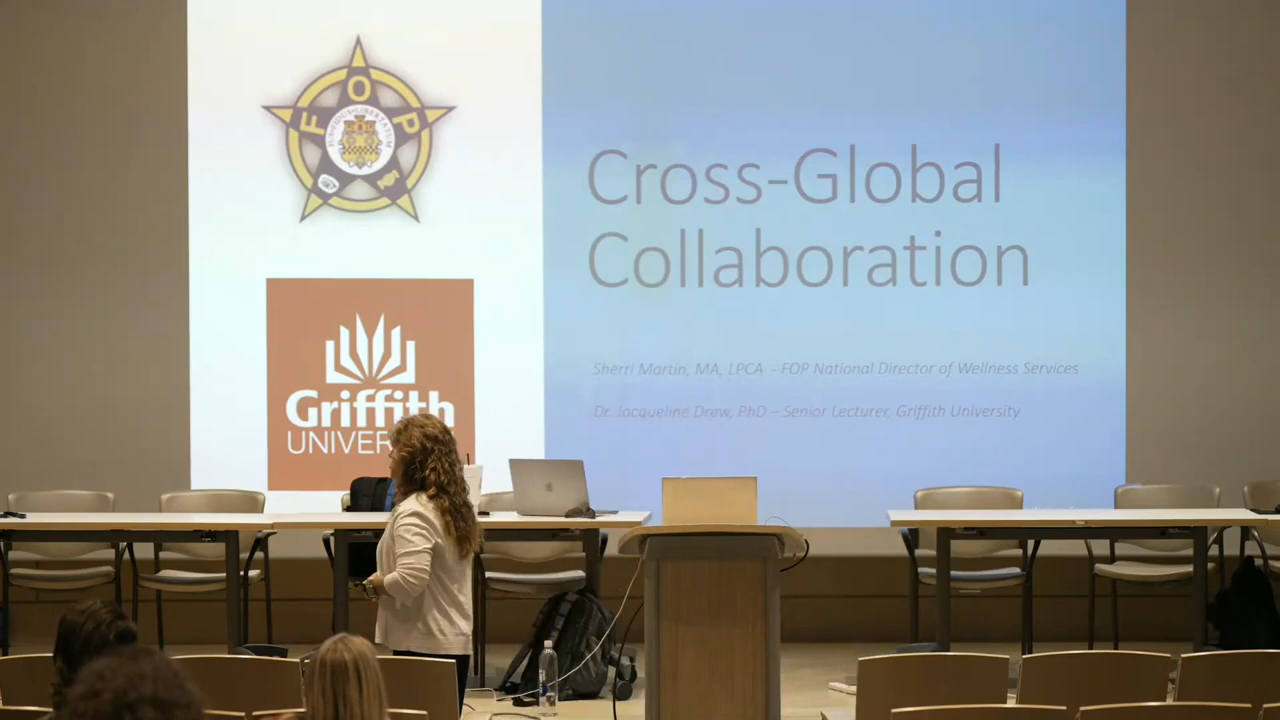 F O P
Griffith
Cross-Global
Collaboration
Sherri Martin, MA, LPCA - FOP National Director of Wellness Services
Dr. Jacqueline Drew, PhD – Senior Lecturer, Griffith University